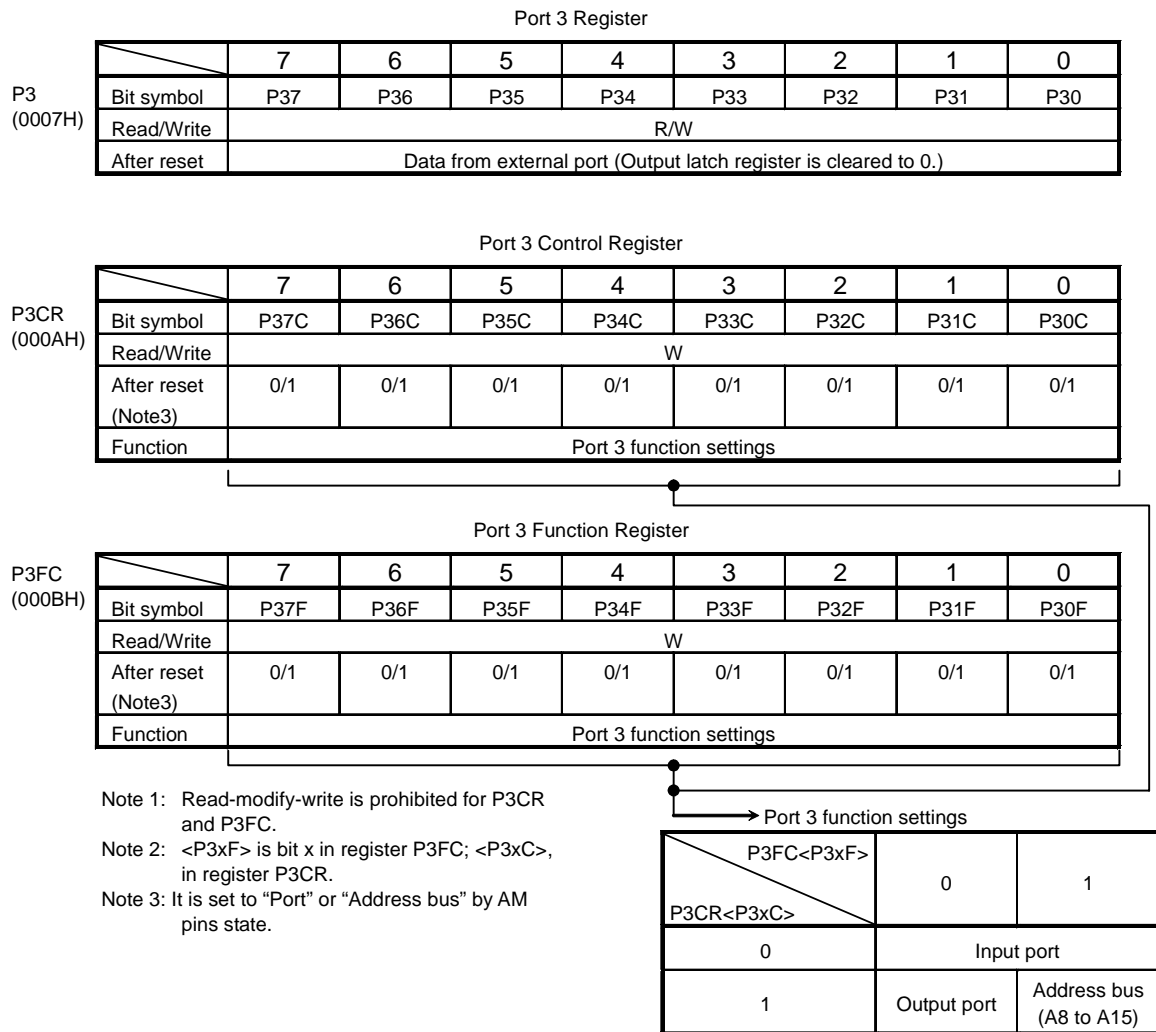 Port 3 Register
7 6 5 4 3 2 1 0
P3
(0007H)
Bit symbol P37 P36 P35 P34 P33 P32 P31 P30
Read/Write R/W
After reset Data from external port (Output latch register is cleared to 0.)
Port 3 Control Register
7 6 5 4 3 2 1 0
P3CR
(000AH)
Bit symbol P37C P36C P35C P34C P33C P32C P31C P30C
Read/Write W
After reset 0/1 0/1 0/1 0/1 0/1 0/1 0/1 0/1
(Note3)
Function Port 3 function settings
Port 3 Function Register
7 6 5 4 3 2 1 0
P3FC
(000BH)
Bit symbol P37F P36F P35F P34F P33F P32F P31F P30F
Read/Write W
After reset 0/1 0/1 0/1 0/1 0/1 0/1 0/1 0/1
(Note3)
Function Port 3 function settings
Note 1: Read-modify-write is prohibited for P3CR
and P3FC.
Note 2: <P3xF> is bit x in register P3FC; <P3xC>,
in register P3CR.
Note 3: It is set to “Port” or “Address bus” by AM
pins state.
Port 3 function settings
P3FC<P3xF>
0 1
P3CR<P3xC>
0 Input port
1 Output port Address bus
(A8 to A15)